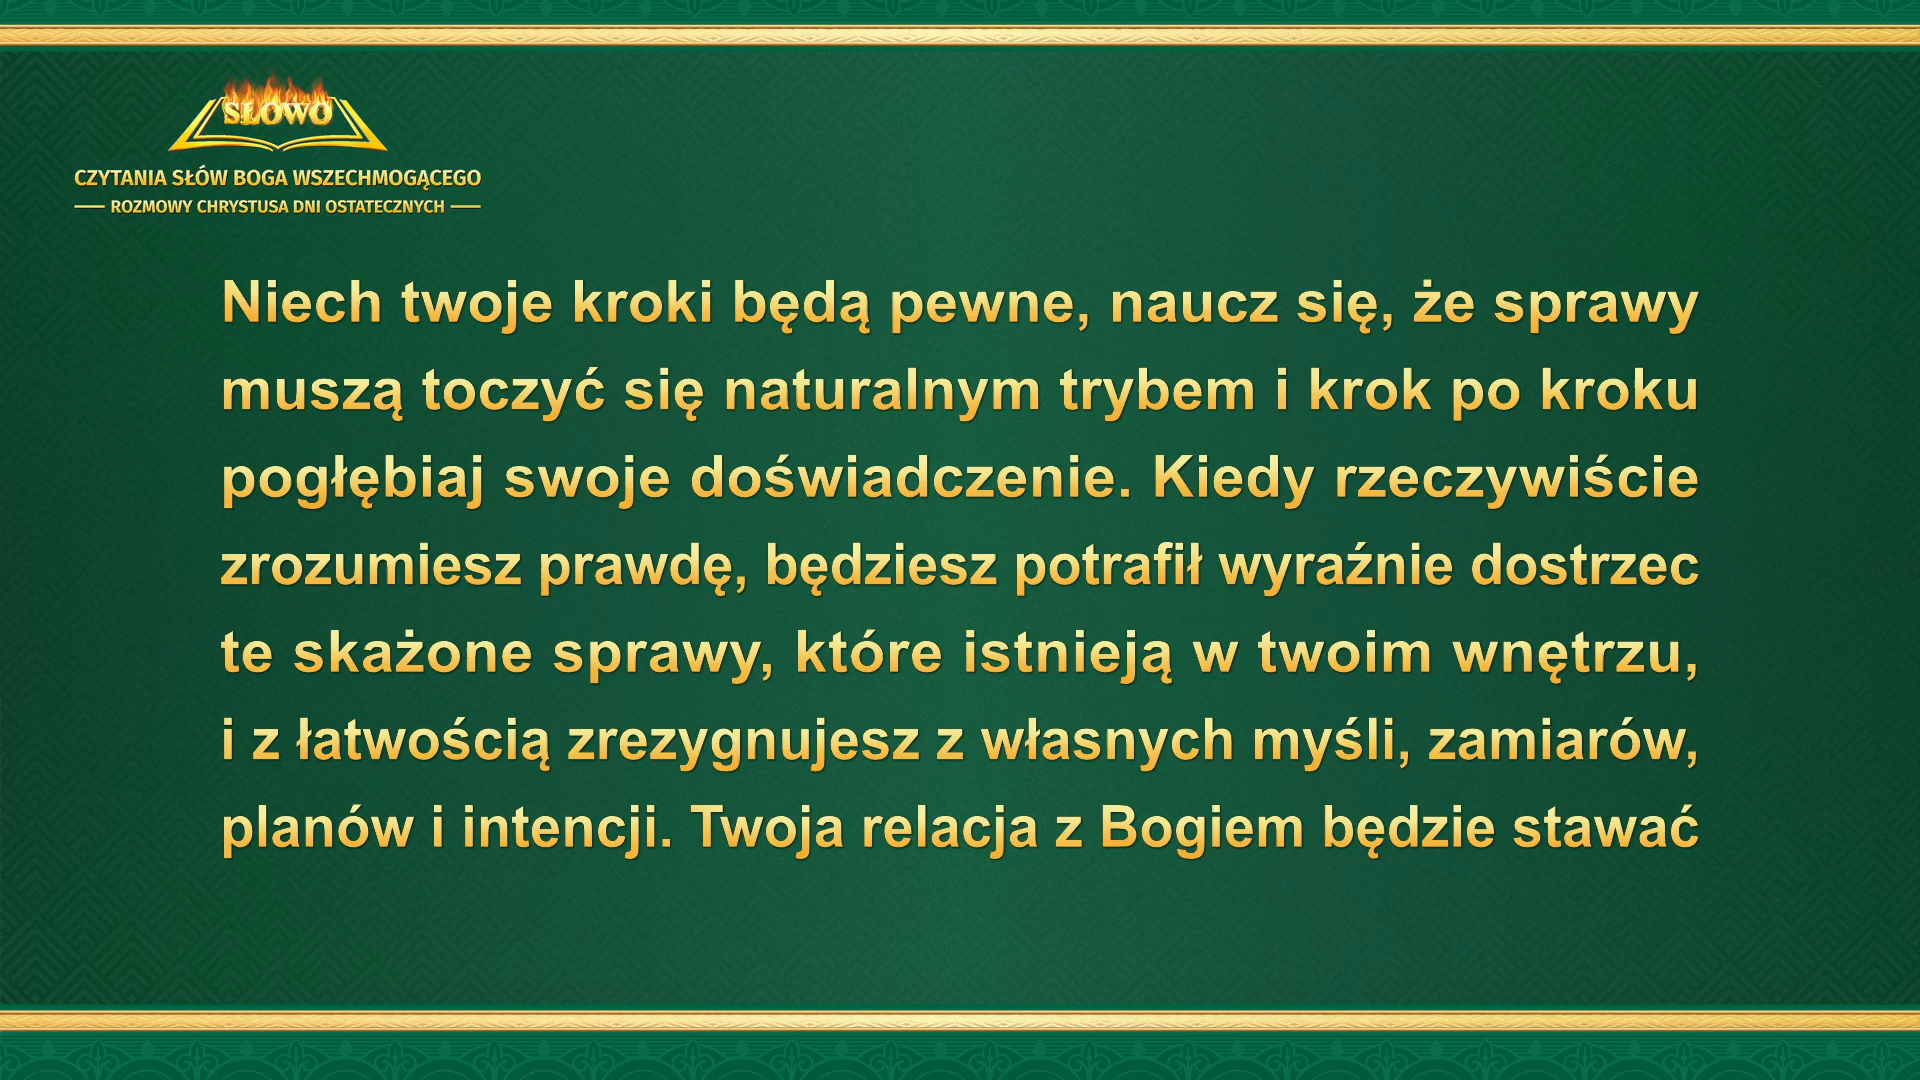 SŁOWO
CZYTANIA SŁÓW BOGA WSZECHMOGĄCEGO
ROZMOWY CHRYSTUSA DNI OSTATECZNYCH
Niech twoje kroki będą pewne, naucz się, że sprawy
muszą toczyć się naturalnym trybem i krok po kroku
pogłębiaj swoje doświadczenie. Kiedy rzeczywiście
zrozumiesz prawdę, będziesz potrafił wyraźnie dostrzec
te skażone sprawy, które istnieją w twoim wnętrzu,
i z łatwością zrezygnujesz z własnych myśli, zamiarów,
planów i intencji. Twoja relacja z Bogiem będzie stawać